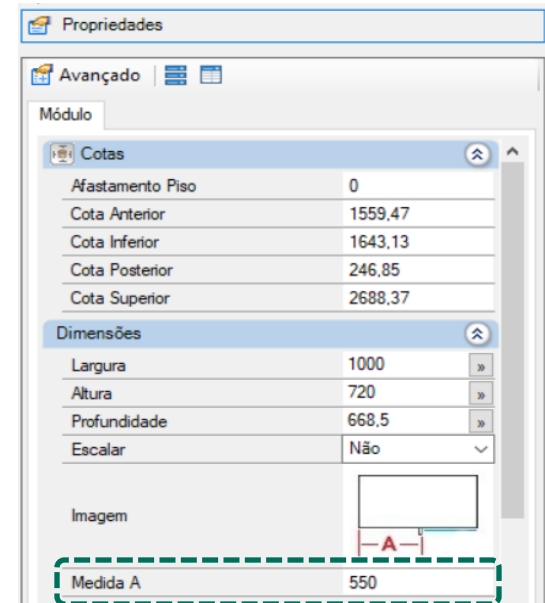 Propriedades
Avançado
Módulo
Cotas
Afastamento Piso 0
Cota Anterior 1559,47
Cota Inferior 1643,13
Cota Posterior 246,85
Cota Superior 2688,37
Dimensões
Largura 1000 »
Altura 720 »
Profundidade 668,5 »
Escalar Não
Imagem
A
Medida A 550